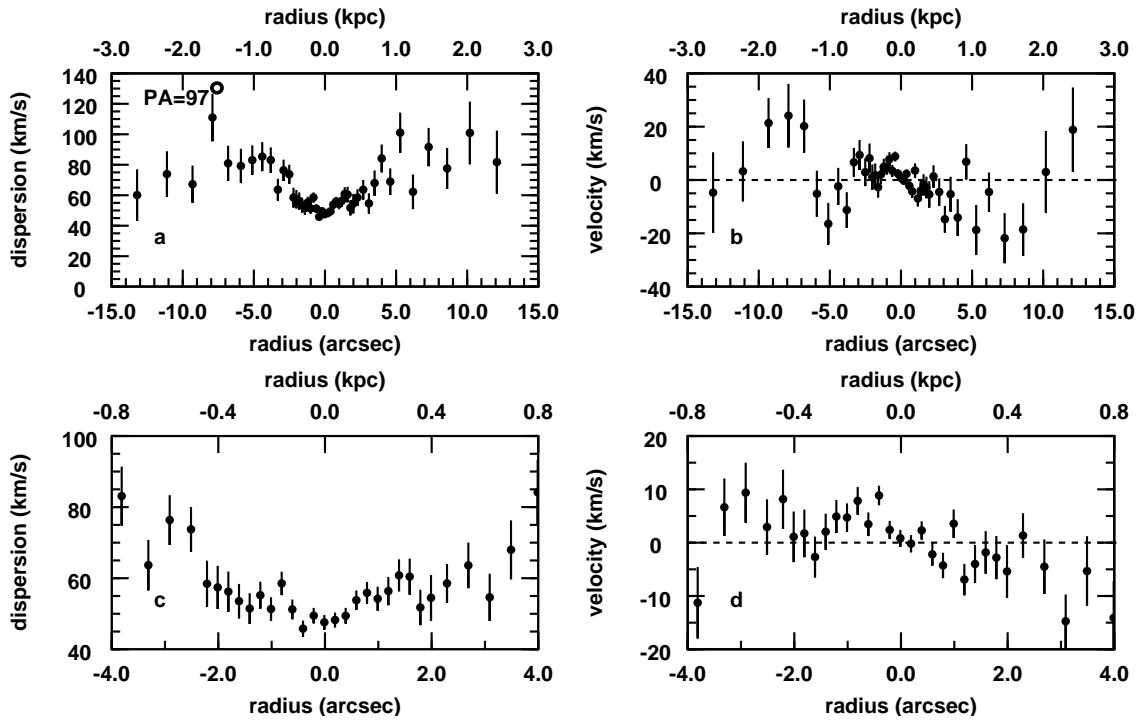 radius (kpc)
-3.0 -2.0 -1.0 0.0 1.0 2.0 3.0
140
120
100
80
60
40
20
0
dispersion (km/s)
PA=97
a
-15.0 -10.0 -5.0 0.0 5.0 10.0 15.0
radius (arcsec)
radius (kpc)
-3.0 -2.0 -1.0 0.0 1.0 2.0 3.0
40
20
0
-20
-40
velocity (km/s)
b
-15.0 -10.0 -5.0 0.0 5.0 10.0 15.0
radius (arcsec)
radius (kpc)
-0.8 -0.4 0.0 0.4 0.8
100
80
60
40
dispersion (km/s)
c
-4.0 -2.0 0.0 2.0 4.0
radius (arcsec)
radius (kpc)
-0.8 -0.4 0.0 0.4 0.8
20
10
0
-10
-20
velocity (km/s)
d
-4.0 -2.0 0.0 2.0 4.0
radius (arcsec)